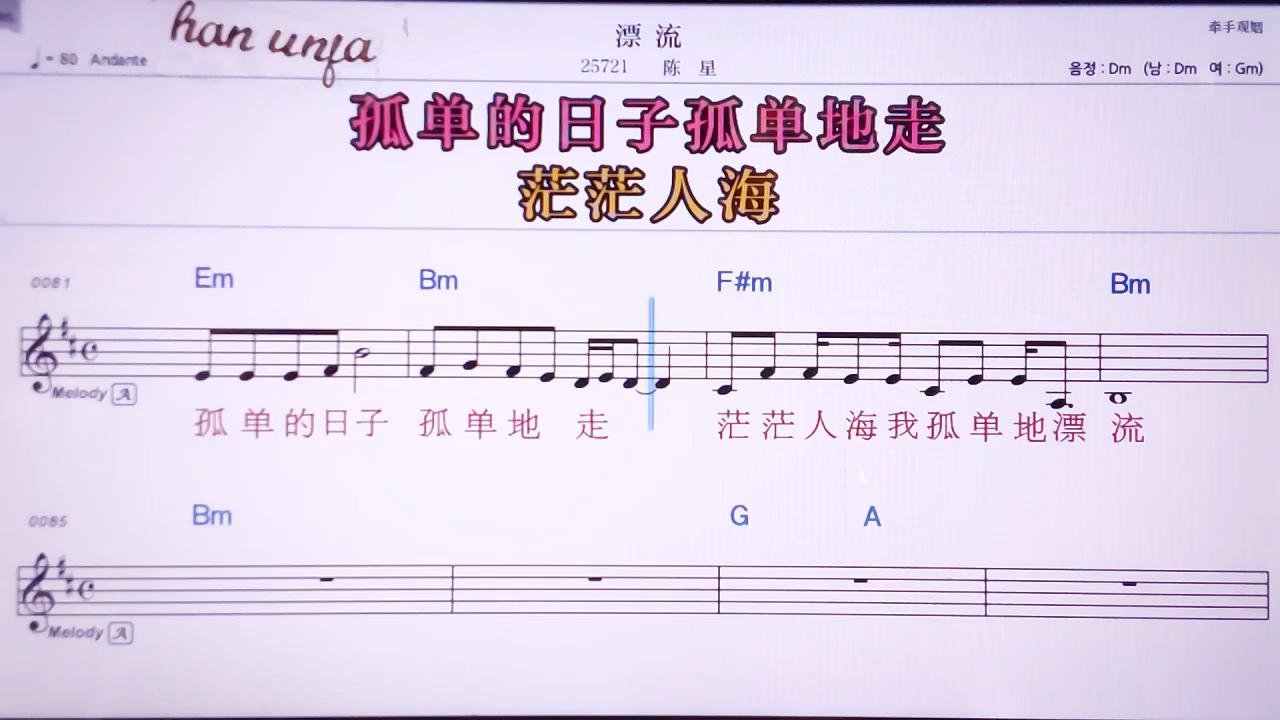 han unfa
漂流
牵手观姻
♩= 80 Andante
25721 陈星
음정 : Dm (남 : Dm 여 : Gm)
孤单的日子孤单地走
茫茫人海
0081 Em Bm F#m Bm
Melody A
孤单的日子 孤单地 走 茫茫人海我孤单地漂 流
0085 Bm G A
Melody A